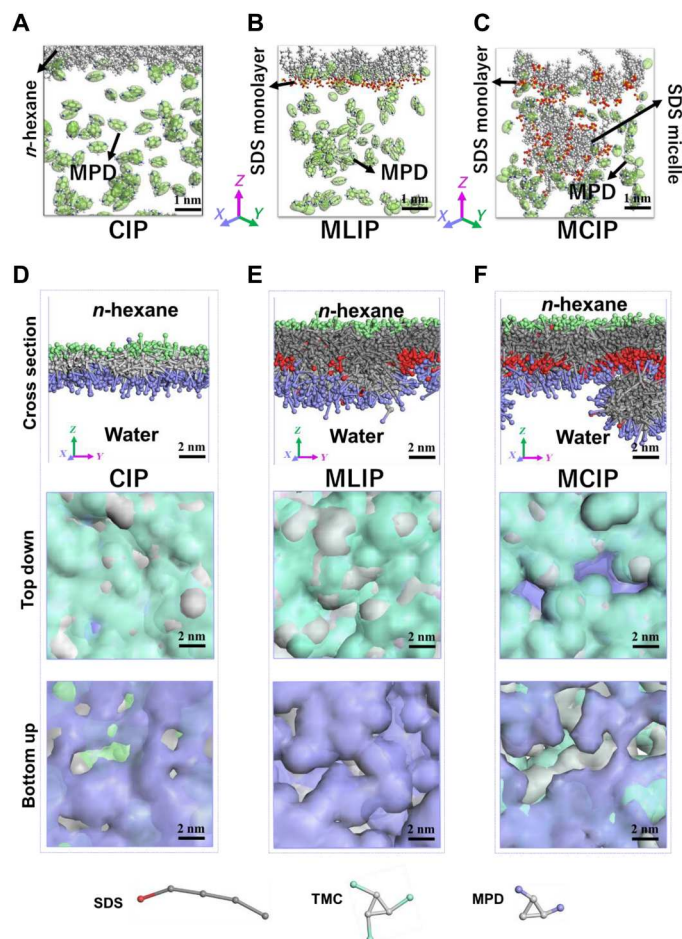 A
B
C
n-hexane
MPD
1 nm
CIP
SDS monolayer
MPD
1 nm
MLIP
SDS monolayer
SDS micelle
MPD
1 nm
MCIP
Z
X
Y
Z
X
Y
D
E
F
Cross section
n-hexane
Water
Z
X
Y
2 nm
CIP
n-hexane
Water
Z
X
Y
2 nm
MLIP
n-hexane
Water
Z
X
Y
2 nm
MCIP
Top down
2 nm
2 nm
2 nm
Bottom up
2 nm
2 nm
2 nm
SDS
TMC
MPD